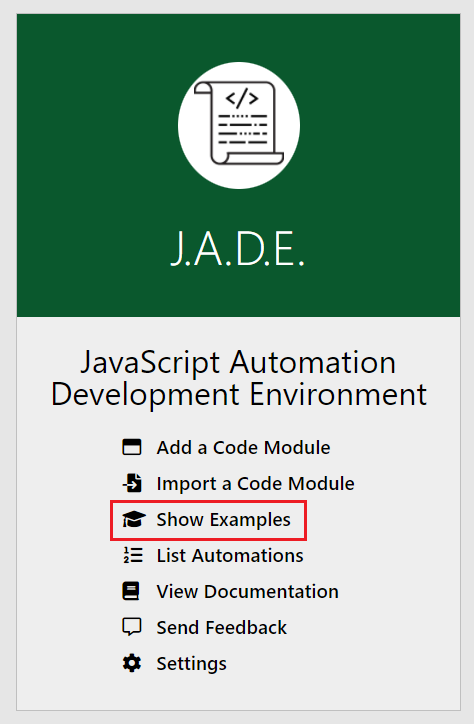 </>
J.A.D.E.
JavaScript Automation
Development Environment
Add a Code Module
Import a Code Module
Show Examples
List Automations
View Documentation
Send Feedback
Settings